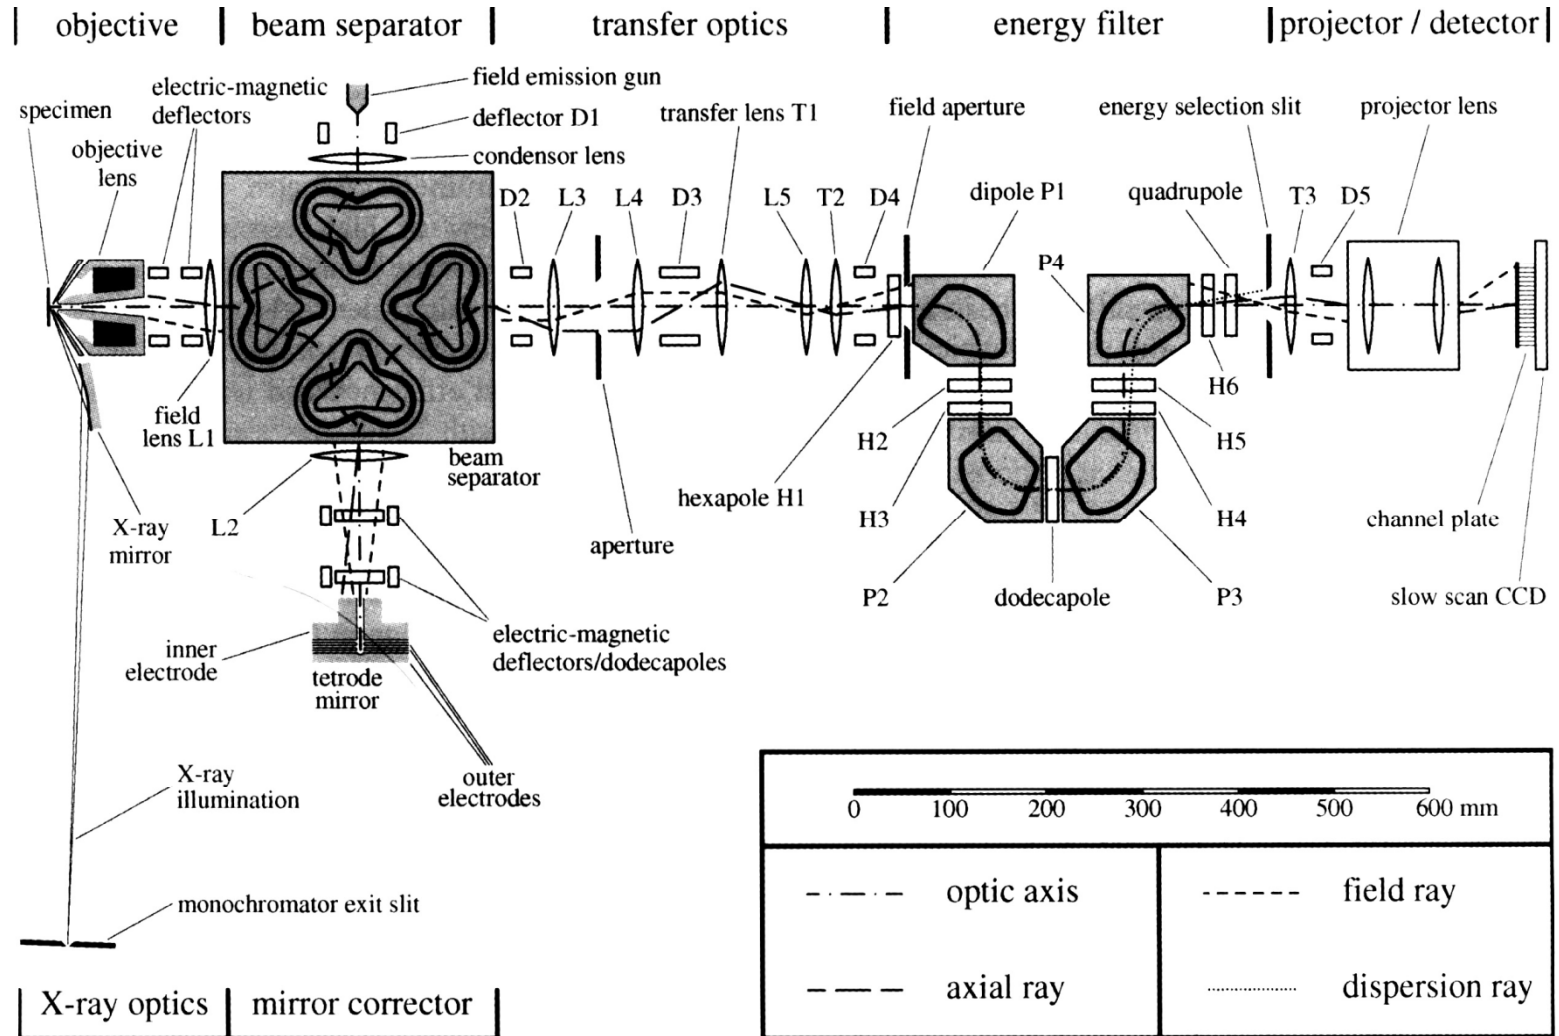 objective
beam separator
transfer optics
energy filter
projector / detector
electric-magnetic
deflectors
field emission gun
specimen
objective
lens
deflector D1
condensor lens
transfer lens T1
field aperture
energy selection slit
projector lens
D2
L3
L4
D3
L5
T2
D4
dipole P1
quadrupole
T3
D5
P4
field
lens L1
beam
separator
H2
H6
H5
X-ray
mirror
L2
hexapole H1
H3
H4
channel plate
aperture
P2
dodecapole
P3
slow scan CCD
inner
electrode
tetrode
mirror
electric-magnetic
deflectors/dodecapoles
X-ray
illumination
outer
electrodes
0 100 200 300 400 500 600 mm
monochromator exit slit
optic axis
field ray
axial ray
dispersion ray
X-ray optics
mirror corrector